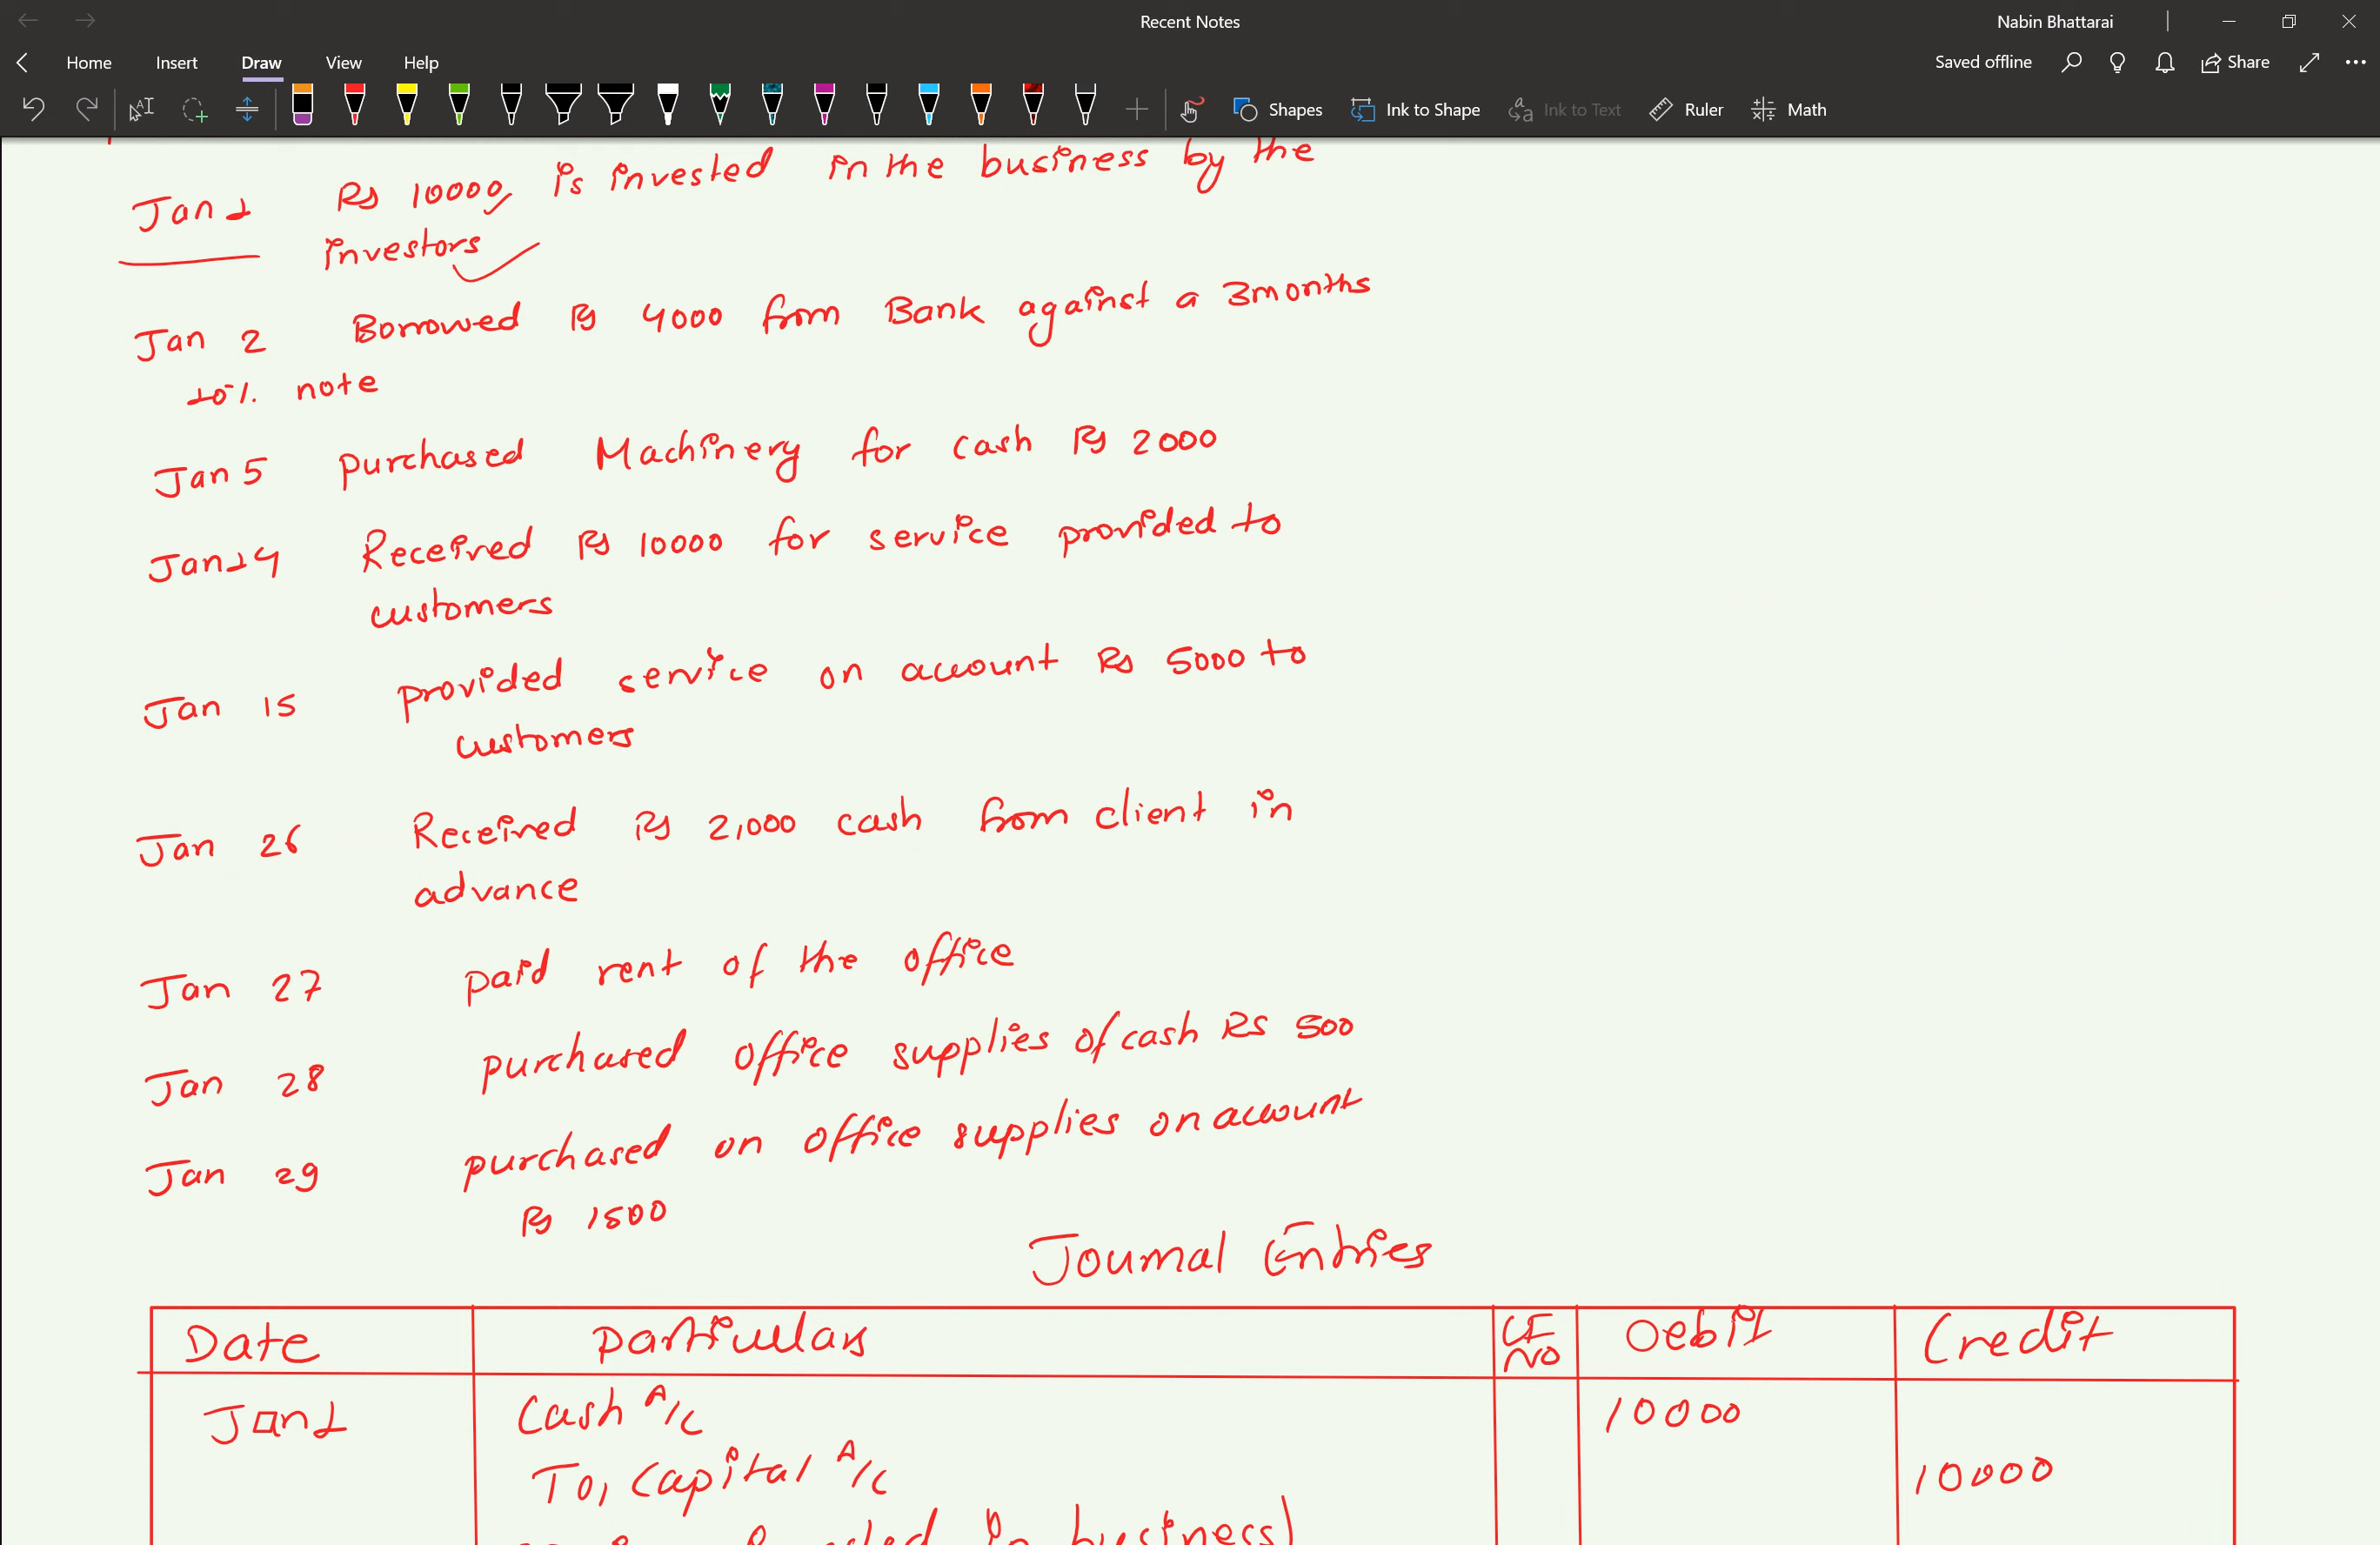 Recent Notes
Nabin Bhattarai
Home Insert Draw View Help
Saved offline
Share
Shapes Ink to Shape Ink to Text Ruler Math
Jan 1 Rs 10000/ is invested in the business by the
investors
Jan 2 Borrowed Rs 4000 from Bank against a 3months
10%. note
Jan 5 purchased Machinery for cash Rs 2000
Jan 14 Received Rs 10000 for service provided to
customers
Jan 15 provided service on account Rs 5000 to
customers
Jan 26 Received Rs 2,000 cash from client in
advance
Jan 27 paid rent of the office
Jan 28 purchased office supplies of cash RS 500
Jan 29 purchased on office supplies on account
Rs 1500
Journal Entries
Date Particulars LF NO Debit Credit
Jan 1 Cash A/c 10000
To, Capital A/c 10000
in business)